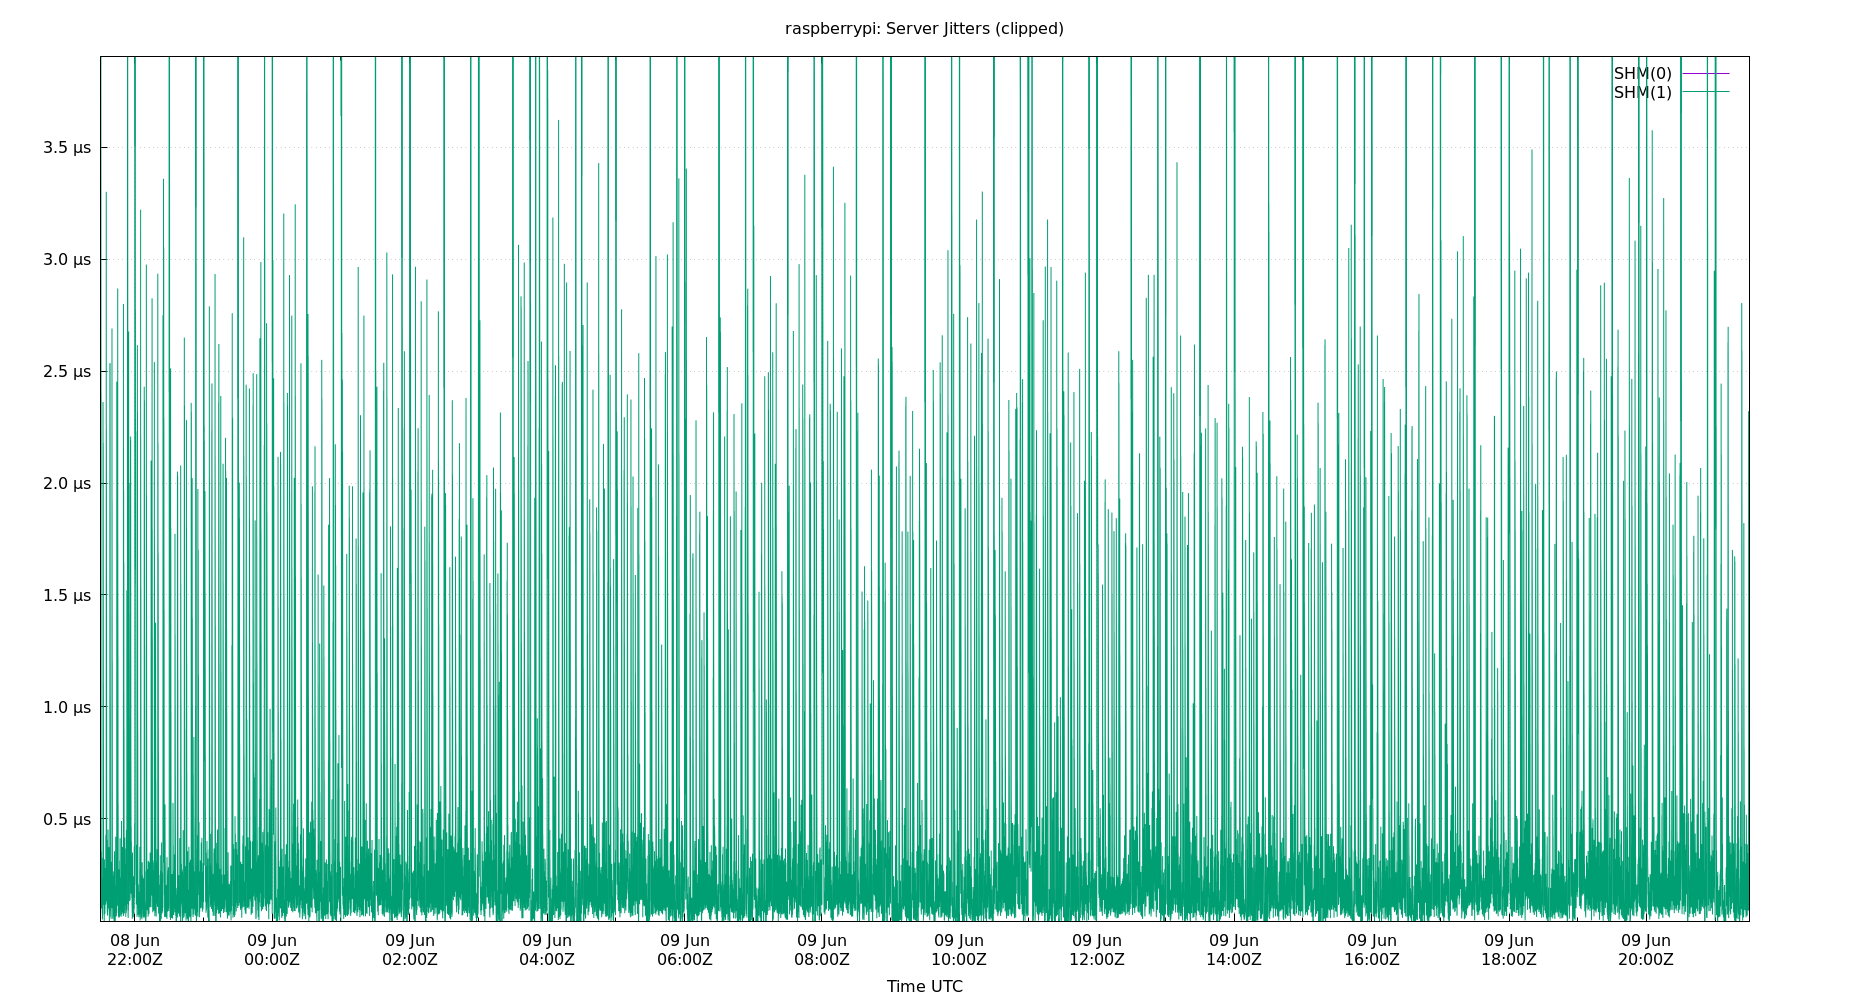 raspberrypi: Server Jitters (clipped)
SHM(0)
SHM(1)
3.5 µs
3.0 µs
2.5 µs
2.0 µs
1.5 µs
1.0 µs
0.5 µs
08 Jun 09 Jun 09 Jun 09 Jun 09 Jun 09 Jun 09 Jun 09 Jun 09 Jun 09 Jun 09 Jun 09 Jun
22:00Z 00:00Z 02:00Z 04:00Z 06:00Z 08:00Z 10:00Z 12:00Z 14:00Z 16:00Z 18:00Z 20:00Z
Time UTC